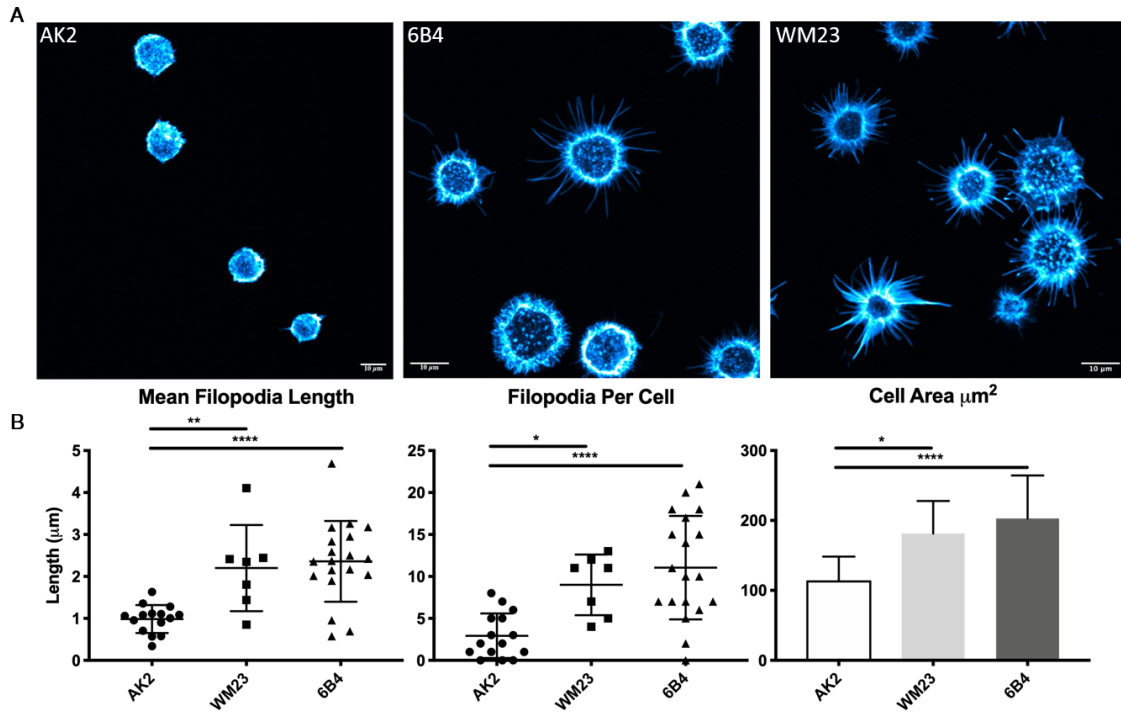 A
AK2
6B4
WM23
10 µm
10 µm
10 µm
Mean Filopodia Length
Filopodia Per Cell
Cell Area µm²
B
**
****
*
****
*
****
Length (µm)
5
4
3
2
1
0
AK2
WM23
6B4
25
20
15
10
5
0
AK2
WM23
6B4
300
200
100
0
AK2
WM23
6B4